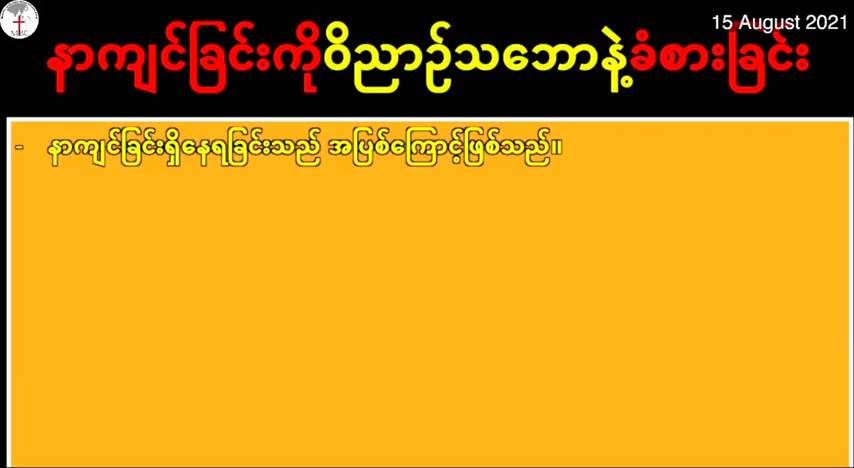 MBC
15 August 2021
နာကျင်ခြင်းကိုဝိညာဉ်သဘောနဲ့ခံစားခြင်း
- နာကျင်ခြင်းရှိနေရခြင်းသည် အပြစ်ကြောင့်ဖြစ်သည်။